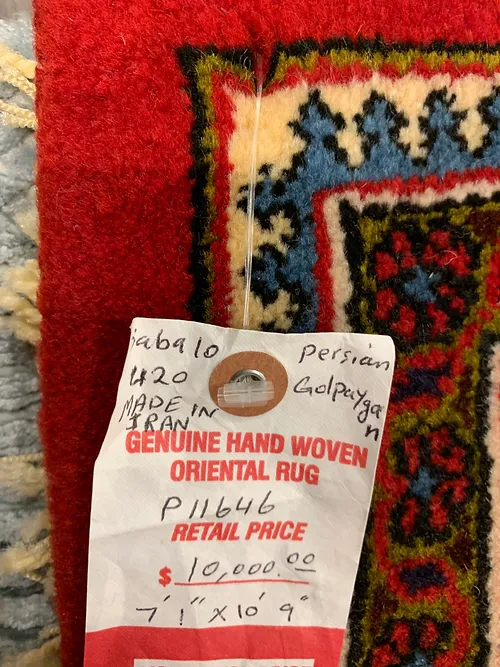 Persian
420
Golpaygan
MADE IN
IRAN
GENUINE HAND WOVEN
ORIENTAL RUG
P11646
RETAIL PRICE
$ 10,000.00
7' 1" X 10' 9"